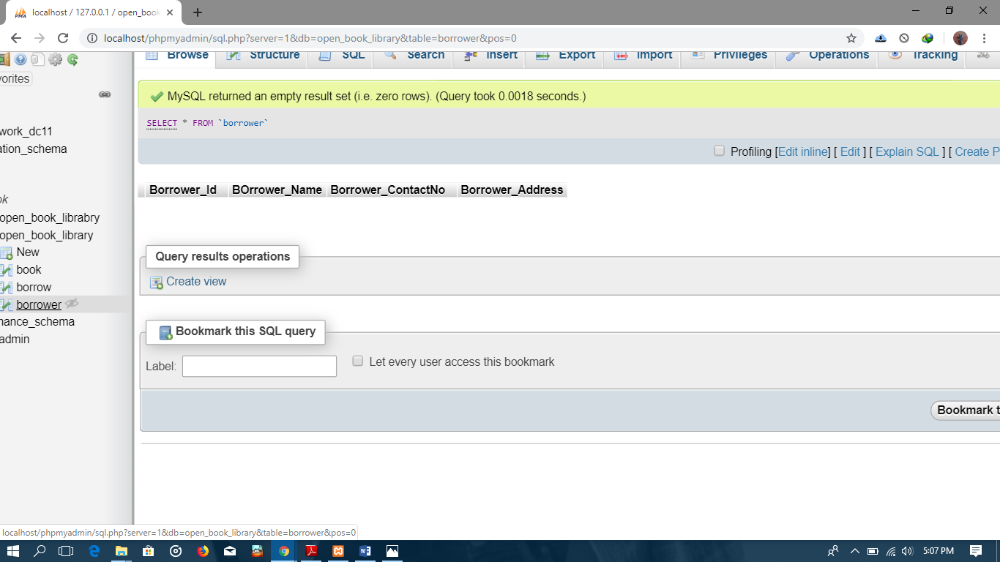 localhost / 127.0.0.1 / open_book
localhost/phpmyadmin/sql.php?server=1&db=open_book_library&table=borrower&pos=0
Browse Structure SQL Search Insert Export Import Privileges Operations Tracking
vorites
work_dc11
ation_schema
ok
open_book_librabry
open_book_library
New
book
borrow
borrower
mance_schema
admin
MySQL returned an empty result set (i.e. zero rows). (Query took 0.0018 seconds.)
SELECT * FROM `borrower`
Profiling [Edit inline] [ Edit ] [ Explain SQL ] [ Create P
Borrower_Id BOrrower_Name Borrower_ContactNo Borrower_Address
Query results operations
Create view
Bookmark this SQL query
Label: Let every user access this bookmark
Bookmark t
localhost/phpmyadmin/sql.php?server=1&db=open_book_library&table=borrower&pos=0
5:07 PM